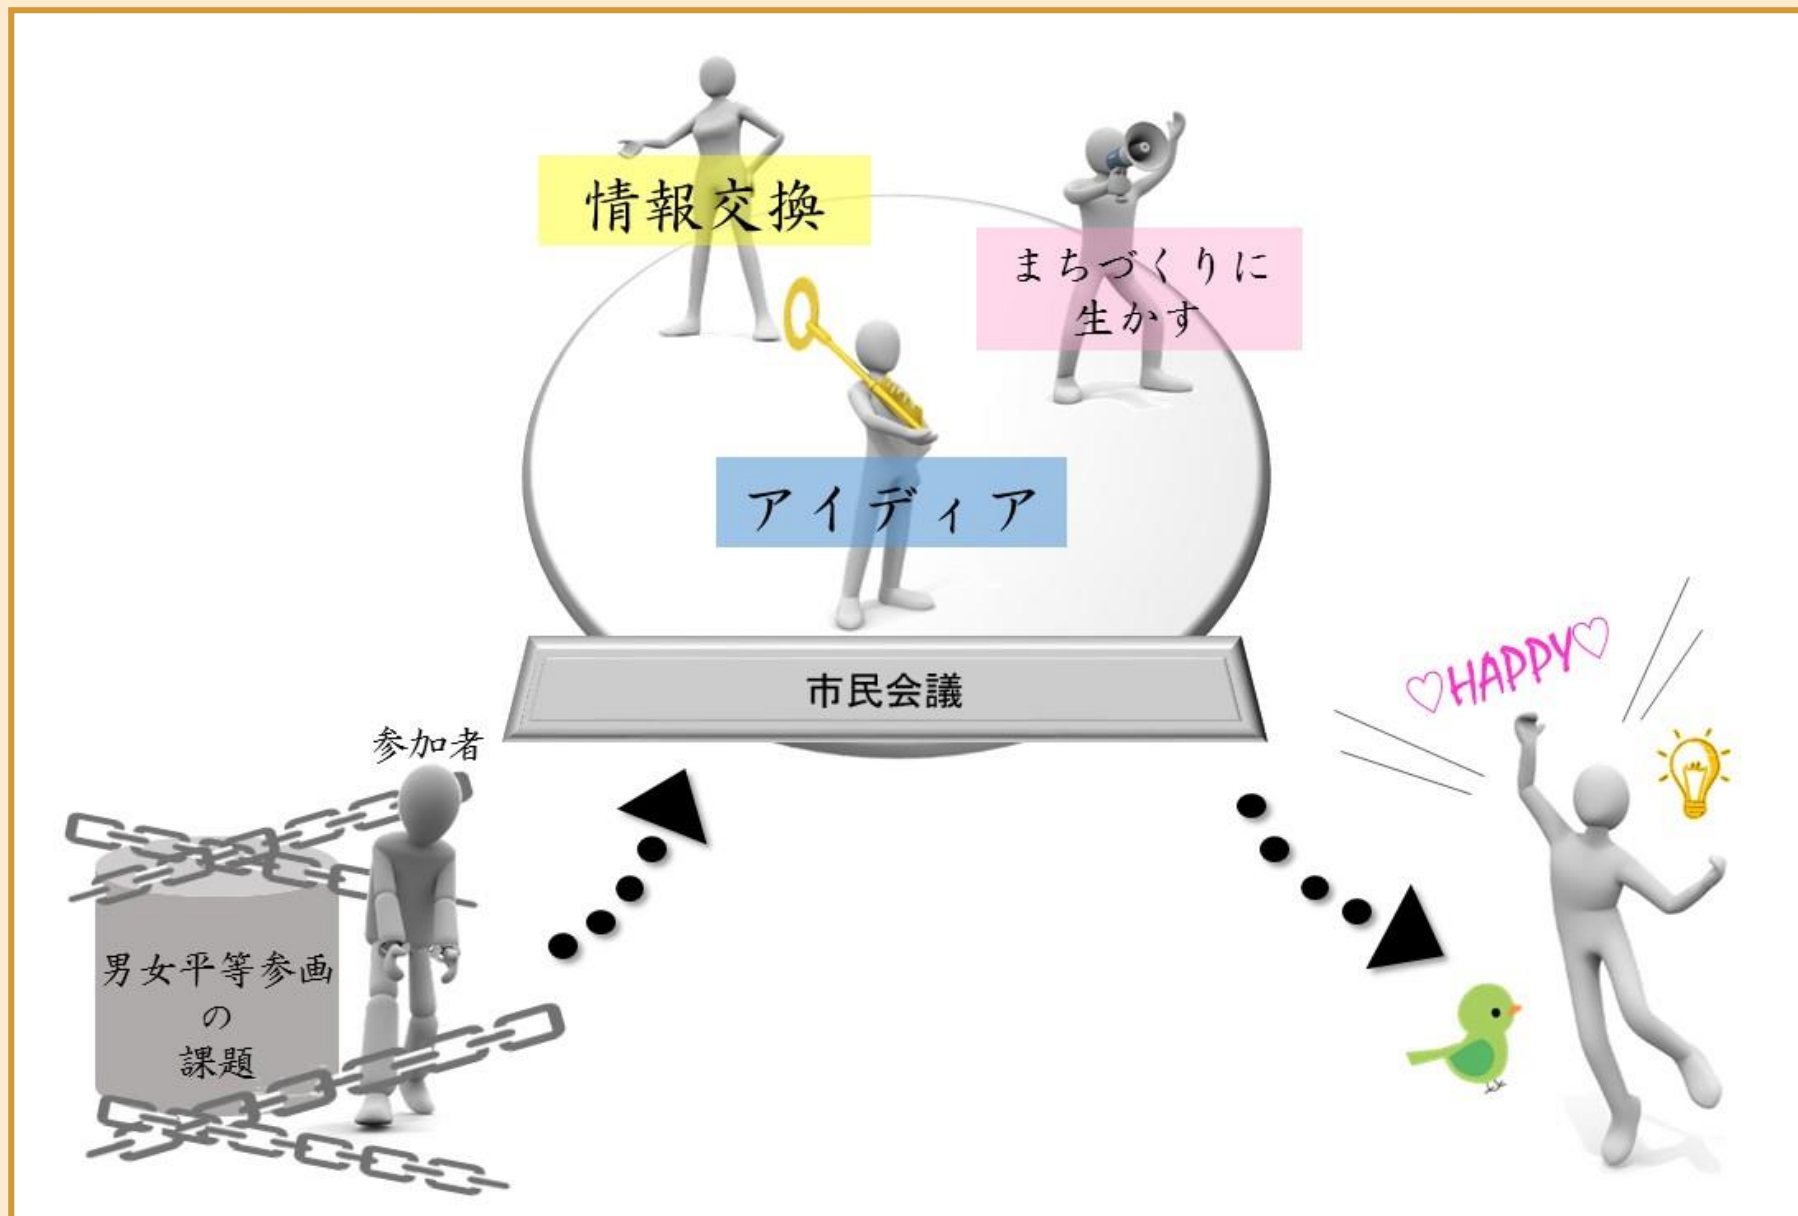 情報交換
まちづくりに
生かす
アイディア
市民会議
参加者
男女平等参画
の
課題
♡HAPPY♡